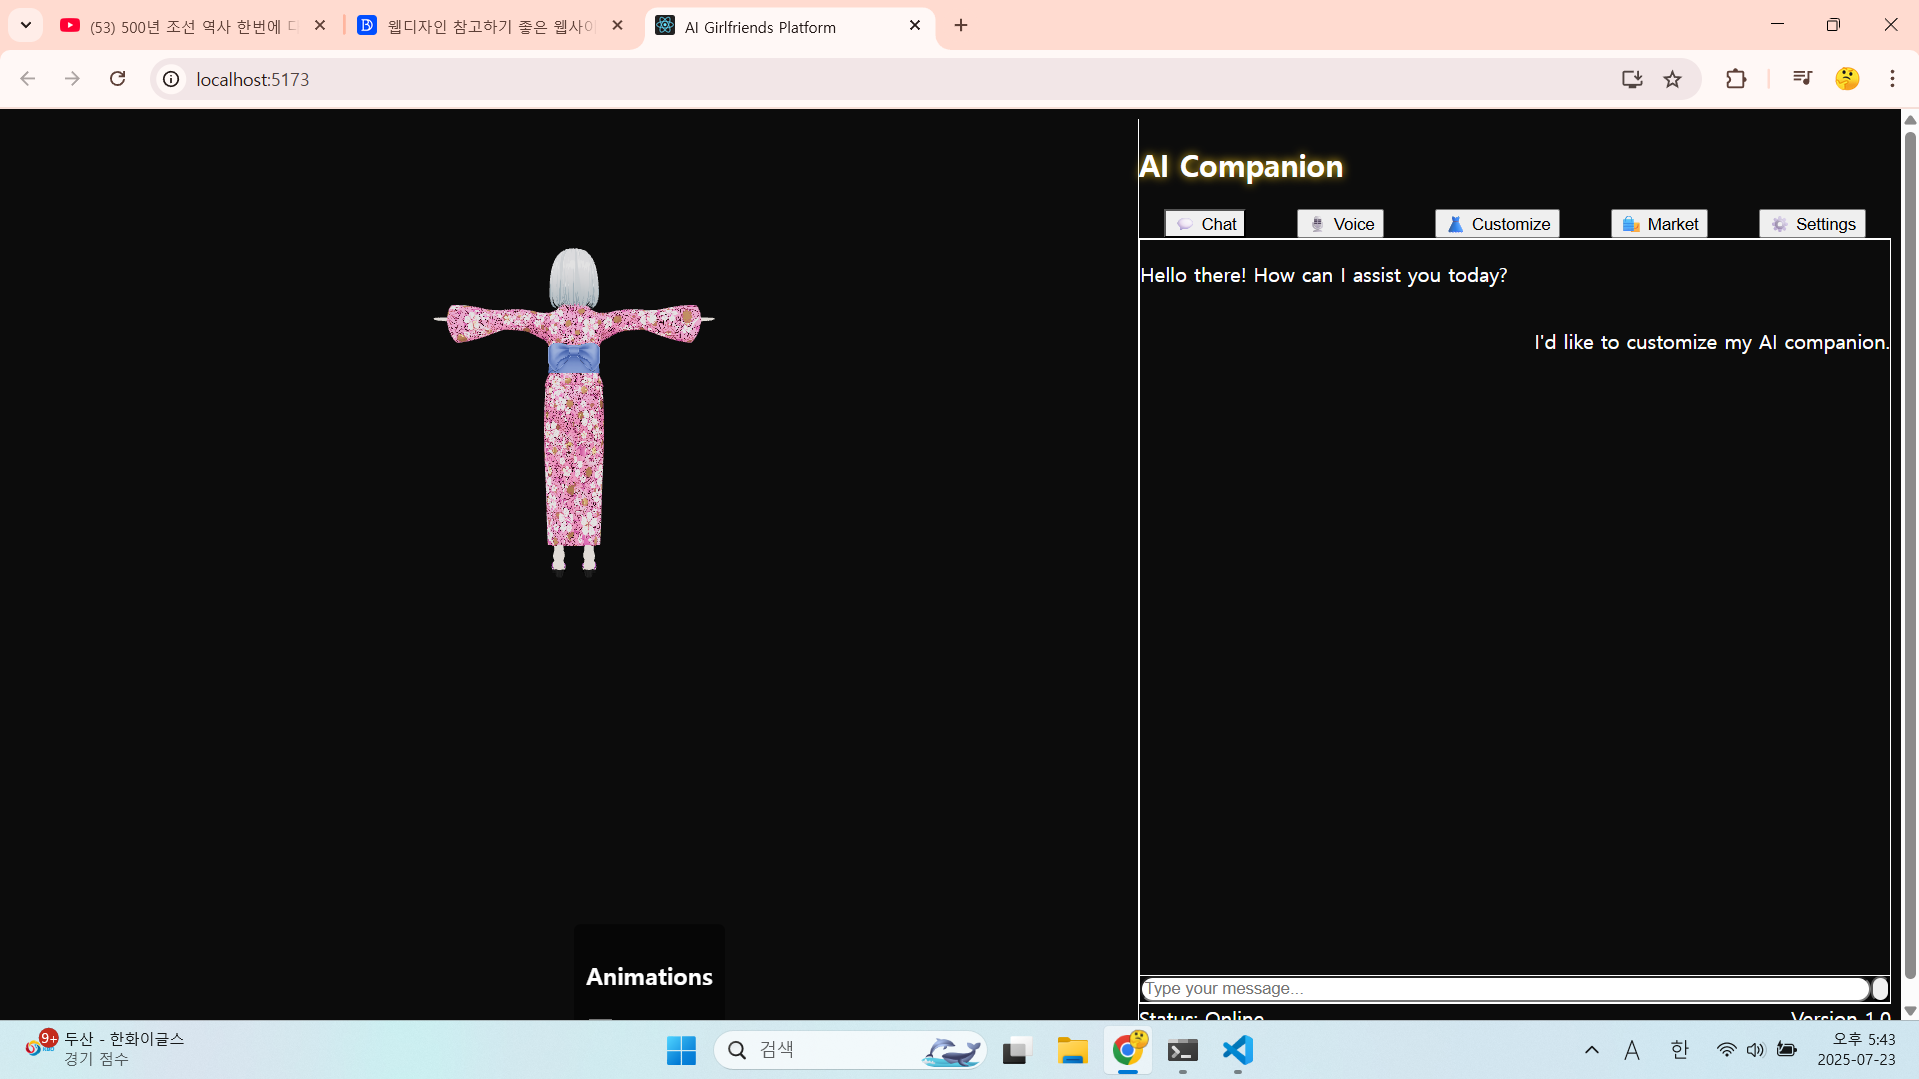 (53) 500년 조선 역사 한번에 다
웹디자인 참고하기 좋은 웹사이
AI Girlfriends Platform
localhost:5173
AI Companion
Chat
Voice
Customize
Market
Settings
Hello there! How can I assist you today?
I'd like to customize my AI companion.
Animations
Type your message...
Status: Online
Version 1.0
9+
두산 - 한화이글스
경기 점수
검색
A
한
오후 5:43
2025-07-23